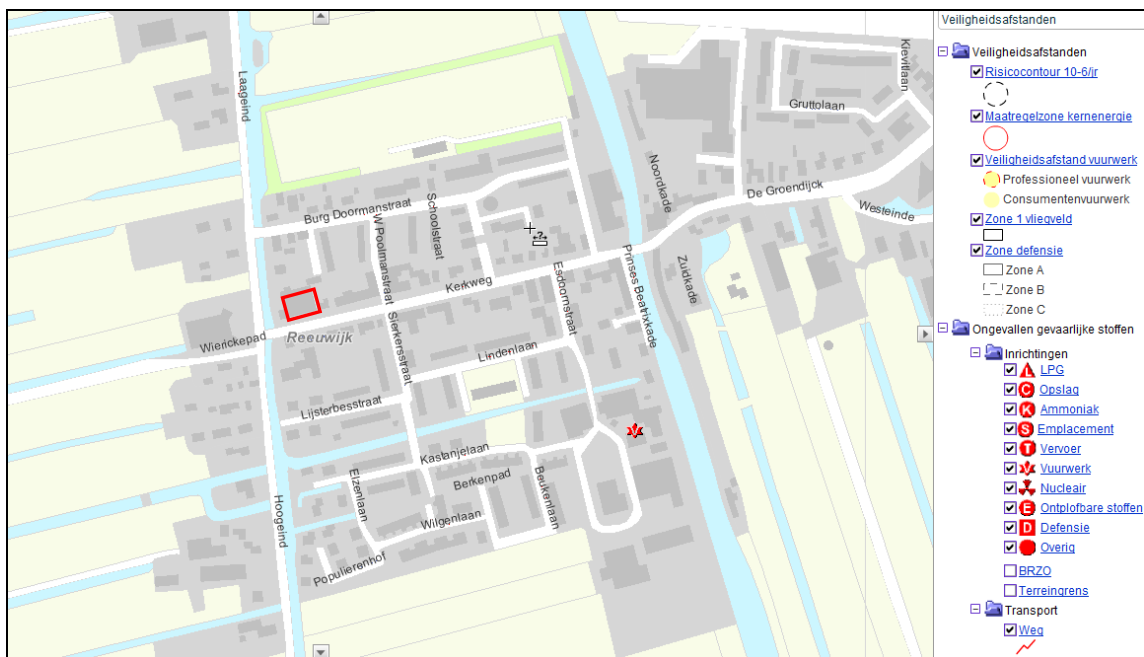 Veiligheidsafstanden
Veiligheidsafstanden
Risicocontour 10-6/jr
Maatregelzone kernenergie
Veiligheidsafstand vuurwerk
Professioneel vuurwerk
Consumentenvuurwerk
Zone 1 vliegveld
Zone defensie
Zone A
Zone B
Zone C
Ongevallen gevaarlijke stoffen
Inrichtingen
LPG
C Opslag
K Ammoniak
S Emplacement
T Vervoer
V Vuurwerk
Nucleair
E Ontplofbare stoffen
D Defensie
Overig
BRZO
Terreingrens
Transport
Weg
Laageind
Kievitlaan
Gruttolaan
Noordkade
De Groendijck
Westeinde
Burg Doormanstraat
Schoolstraat
W Poolmanstraat
?
Kerkweg
Esdoornstraat
Prinses Beatrixkade
Zuidkade
Wierickepad
Reeuwijk
Sierkersstraat
Lindenlaan
Lijsterbesstraat
V
Kastanjelaan
Elzenlaan
Berkenpad
Beukenlaan
Hoogeind
Wilgenlaan
Populierenhof